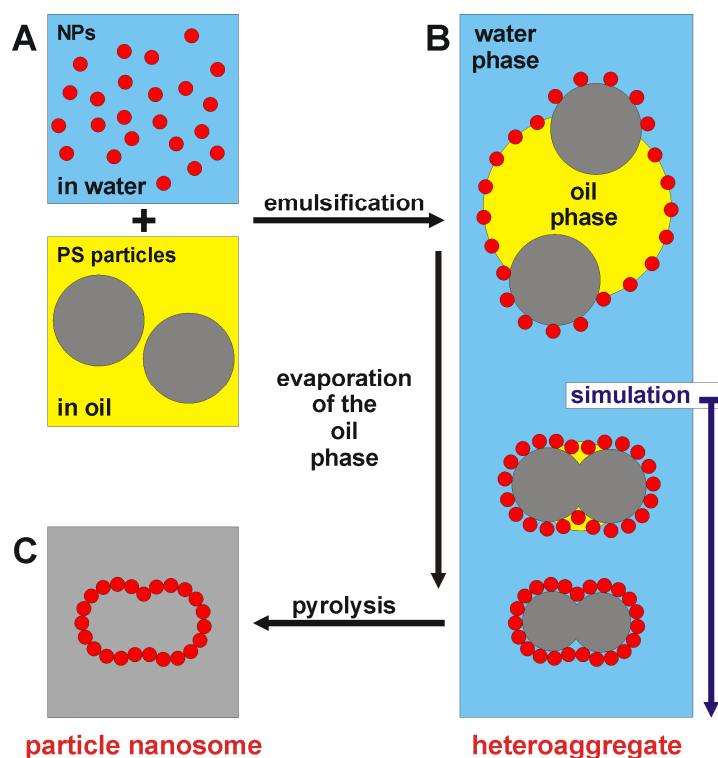 A
NPs
in water
+
PS particles
in oil
emulsification
B
water
phase
oil
phase
evaporation
of the
oil
phase
simulation
C
pyrolysis
particle nanosome
heteroaggregate